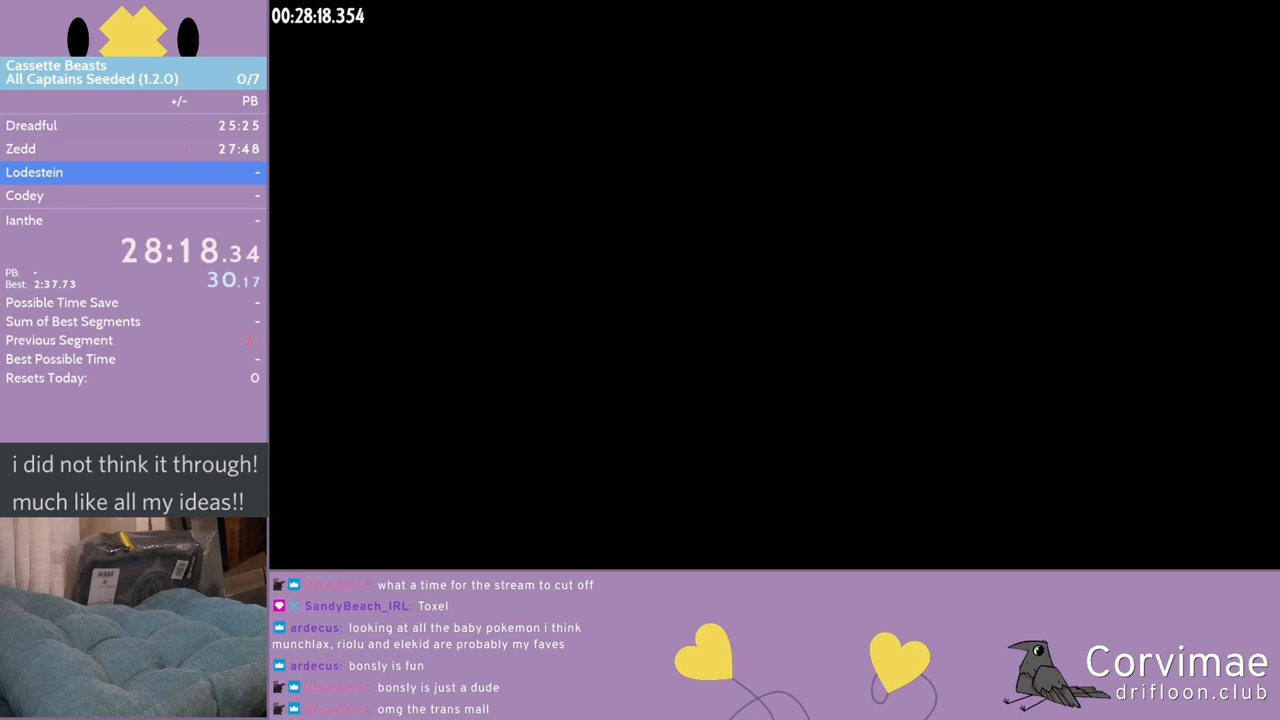 00:28:18.354
Cassette Beasts
All Captains Seeded (1.2.0) 0/7
+/- PB
Dreadful - 25:25
Zedd - 27:48
Lodestein -
Codey -
Ianthe -
28:18.34
PB: -
30.17
Best: 2:37.73
Possible Time Save -
Sum of Best Segments -
Previous Segment -/-
Best Possible Time -
Resets Today: 0
i did not think it through!
much like all my ideas!!
what a time for the stream to cut off
SandyBeach_IRL: Toxel
ardecus: looking at all the baby pokemon i think
munchlax, riolu and elekid are probably my faves
ardecus: bonsly is fun
bonsly is just a dude
omg the trans mall
Corvimae
drifloon.club